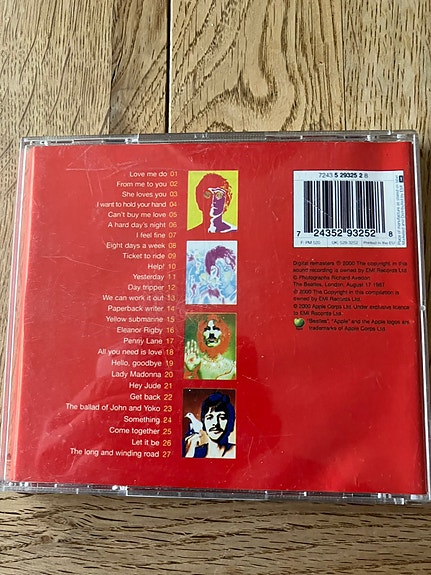 Love me do 01
From me to you 02
She loves you 03
I want to hold your hand 04
Can't buy me love 05
A hard day's night 06
I feel fine 07
Eight days a week 08
Ticket to ride 09
Help! 10
Yesterday 11
Day tripper 12
We can work it out 13
Paperback writer 14
Yellow submarine 15
Eleanor Rigby 16
Penny Lane 17
All you need is love 18
Hello, goodbye 19
Lady Madonna 20
Hey Jude 21
Get back 22
The ballad of John and Yoko 23
Something 24
Come together 25
Let it be 26
The long and winding road 27
7243 5 29325 2 8
7 24352 93252 8
Digital remasters ℗ 2000 The copyright in this
sound recording is owned by EMI Records Ltd.
© Photographs Richard Avedon
The Beatles, London, August 17 1967
℗ 2000 The Copyright in this compilation is
owned by EMI Records Ltd.
© 2000 Apple Corps Ltd. Under exclusive licence
to EMI Records Ltd.
"Beatles", "Apple" and the Apple logos are
trademarks of Apple Corps Ltd.